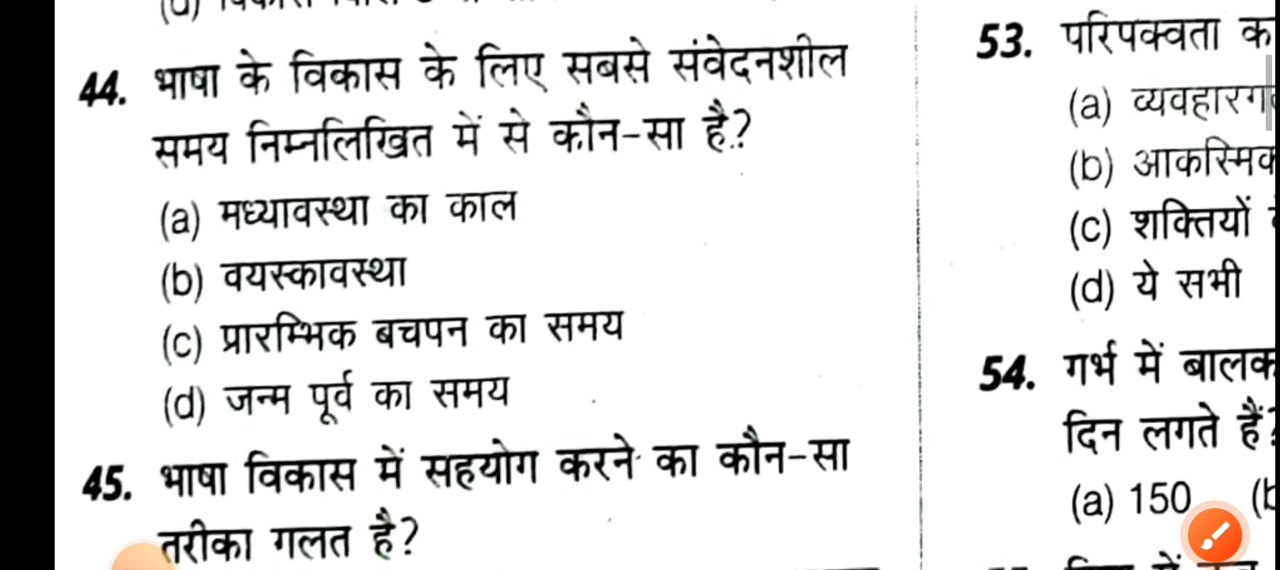 44. भाषा के विकास के लिए सबसे संवेदनशील
समय निम्नलिखित में से कौन-सा है?
(a) मध्यावस्था का काल
(b) वयस्कावस्था
(c) प्रारम्भिक बचपन का समय
(d) जन्म पूर्व का समय
45. भाषा विकास में सहयोग करने का कौन-सा
तरीका गलत है?
53. परिपक्वता
(a)
(b)
(c) शक्तियों
(d) ये सभी
54. गर्भ में बालक
दिन लगते हैं?
(a) 150